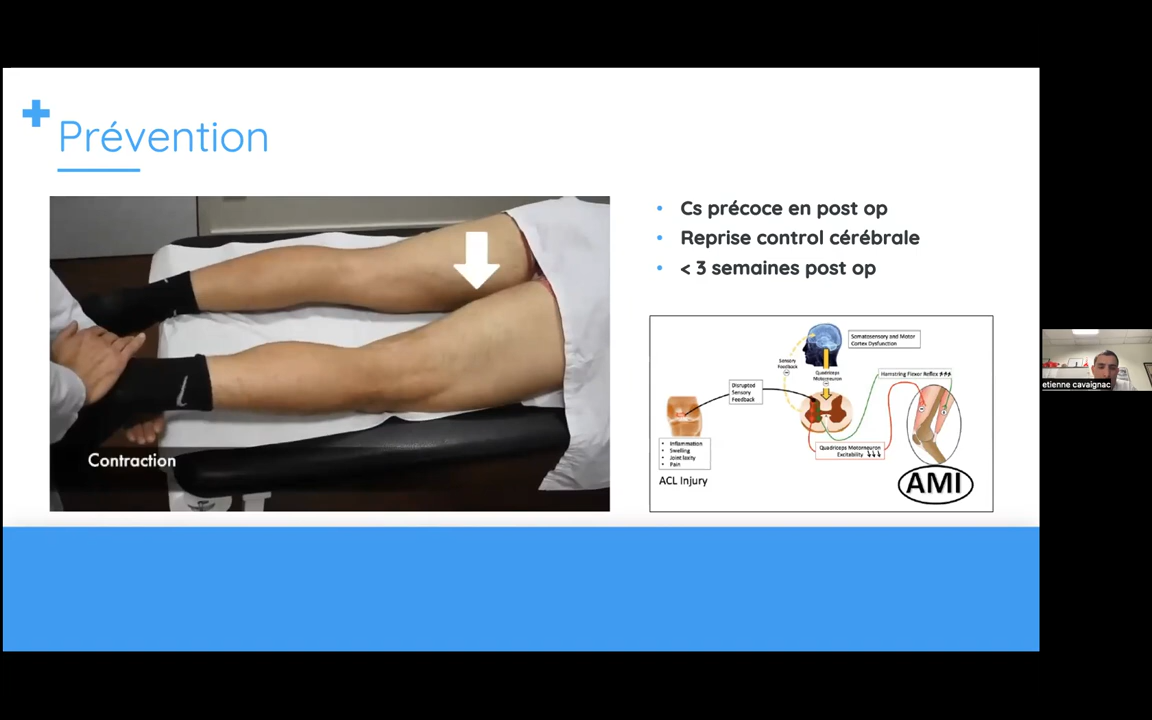 Prévention
Contraction
Cs précoce en post op
Reprise control cérébrale
< 3 semaines post op
Somatosensory and Motor
Cortex Dysfunction
Sensory
Feedback
Quadriceps
Motorneuron
Hamstring Flexor Reflex
Disrupted
Sensory
Feedback
Inflammation
Swelling
Joint laxity
Pain
Quadriceps Motorneuron
Excitability
ACL Injury
AMI
etienne cavaignac